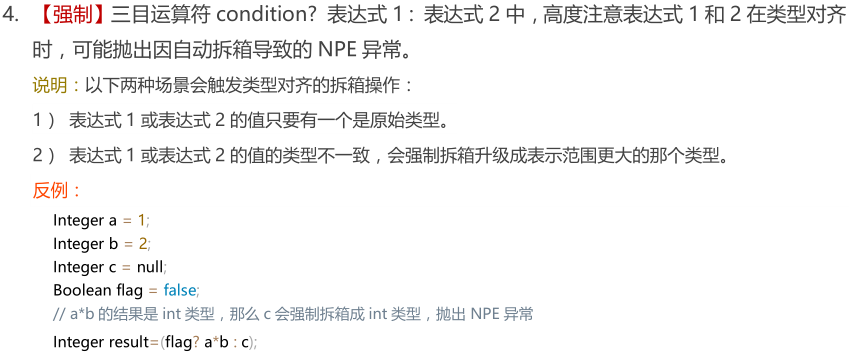 4. 【强制】三目运算符 condition? 表达式 1 : 表达式 2 中，高度注意表达式 1 和 2 在类型对齐
时，可能抛出因自动拆箱导致的 NPE 异常。
说明：以下两种场景会触发类型对齐的拆箱操作：
1 ） 表达式 1 或表达式 2 的值只要有一个是原始类型。
2 ） 表达式 1 或表达式 2 的值的类型不一致，会强制拆箱升级成表示范围更大的那个类型。
反例：
Integer a = 1;
Integer b = 2;
Integer c = null;
Boolean flag = false;
// a*b 的结果是 int 类型，那么 c 会强制拆箱成 int 类型，抛出 NPE 异常
Integer result=(flag? a*b : c);